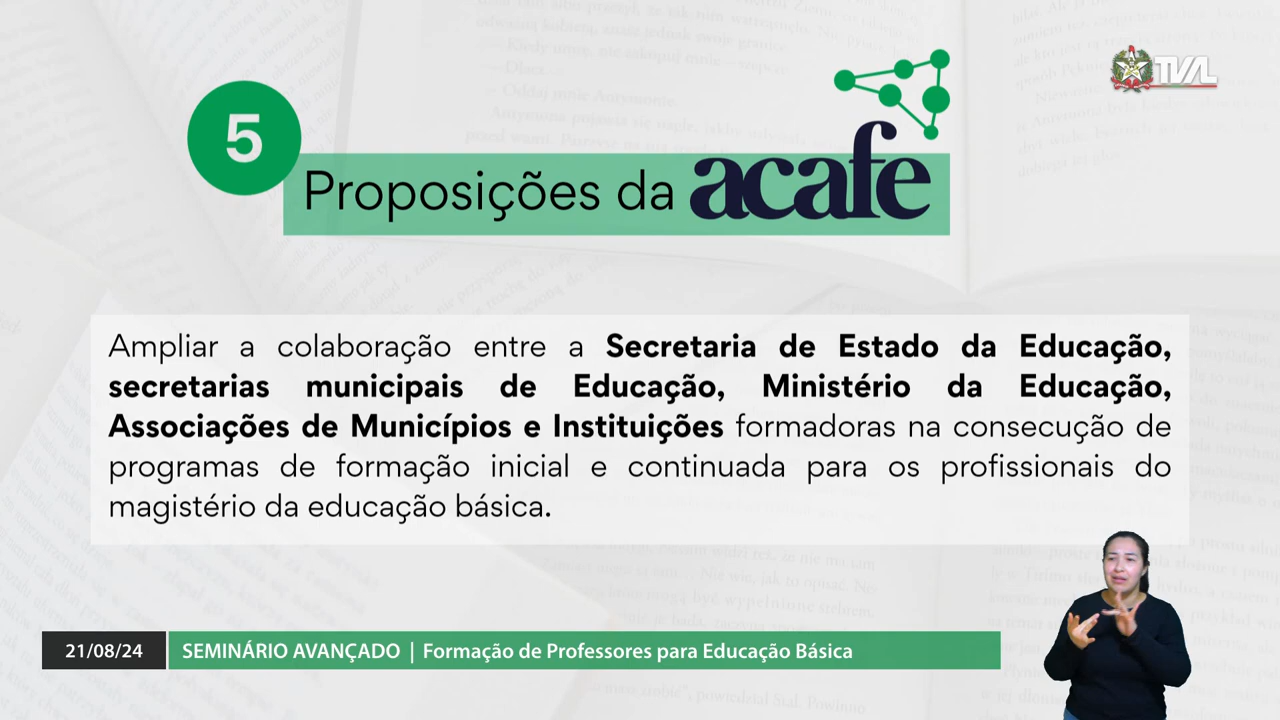 5
Proposições da acafe
TVAL
Ampliar a colaboração entre a Secretaria de Estado da Educação,
secretarias municipais de Educação, Ministério da Educação,
Associações de Municípios e Instituições formadoras na consecução de
programas de formação inicial e continuada para os profissionais do
magistério da educação básica.
21/08/24 SEMINÁRIO AVANÇADO | Formação de Professores para Educação Básica